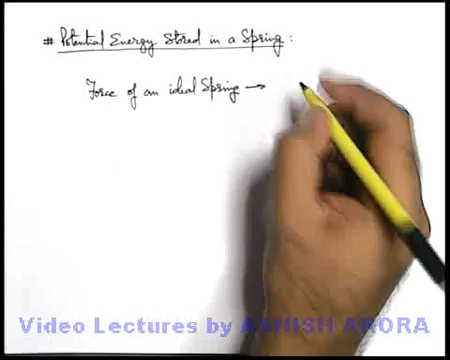 # Potential Energy Stored in a Spring :
Force of an ideal Spring →
Video Lectures by ASHISH ARORA